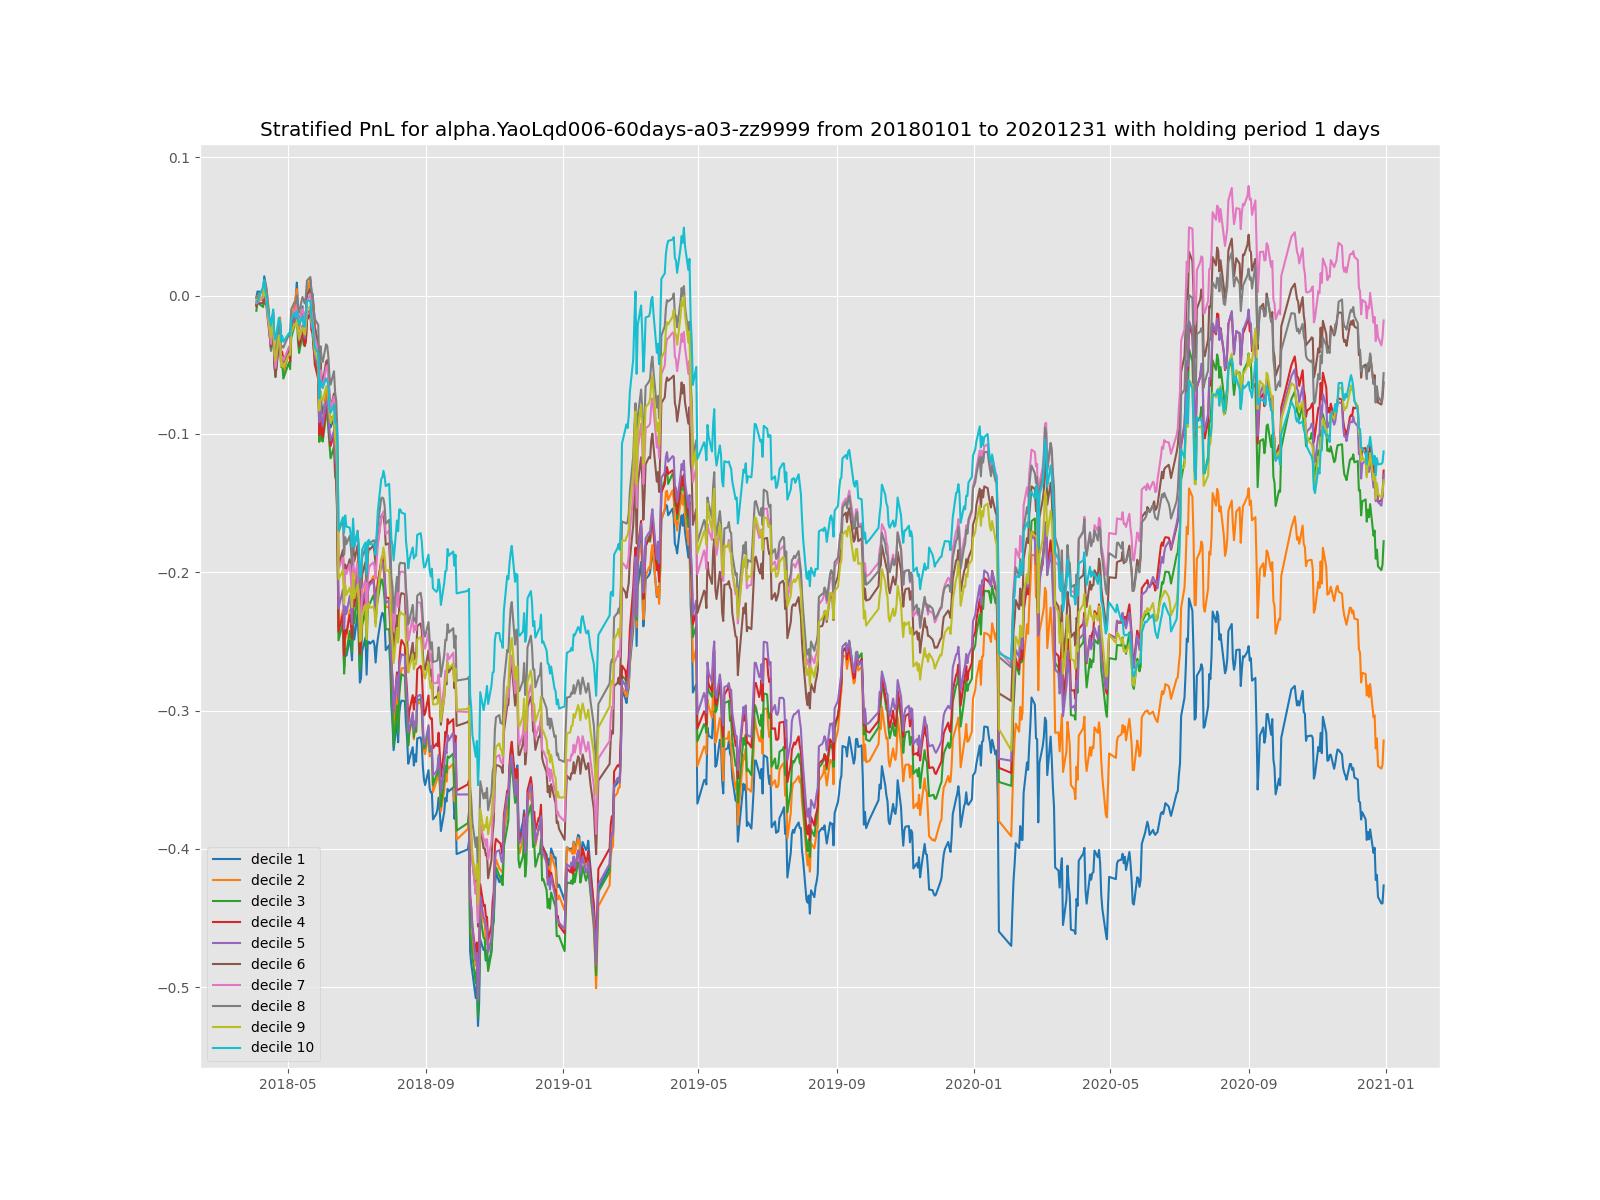 Stratified PnL for alpha.YaoLqd006-60days-a03-zz9999 from 20180101 to 20201231 with holding period 1 days
0.1
0.0
−0.1
−0.2
−0.3
−0.4
−0.5
decile 1
decile 2
decile 3
decile 4
decile 5
decile 6
decile 7
decile 8
decile 9
decile 10
2018-05 2018-09 2019-01 2019-05 2019-09 2020-01 2020-05 2020-09 2021-01